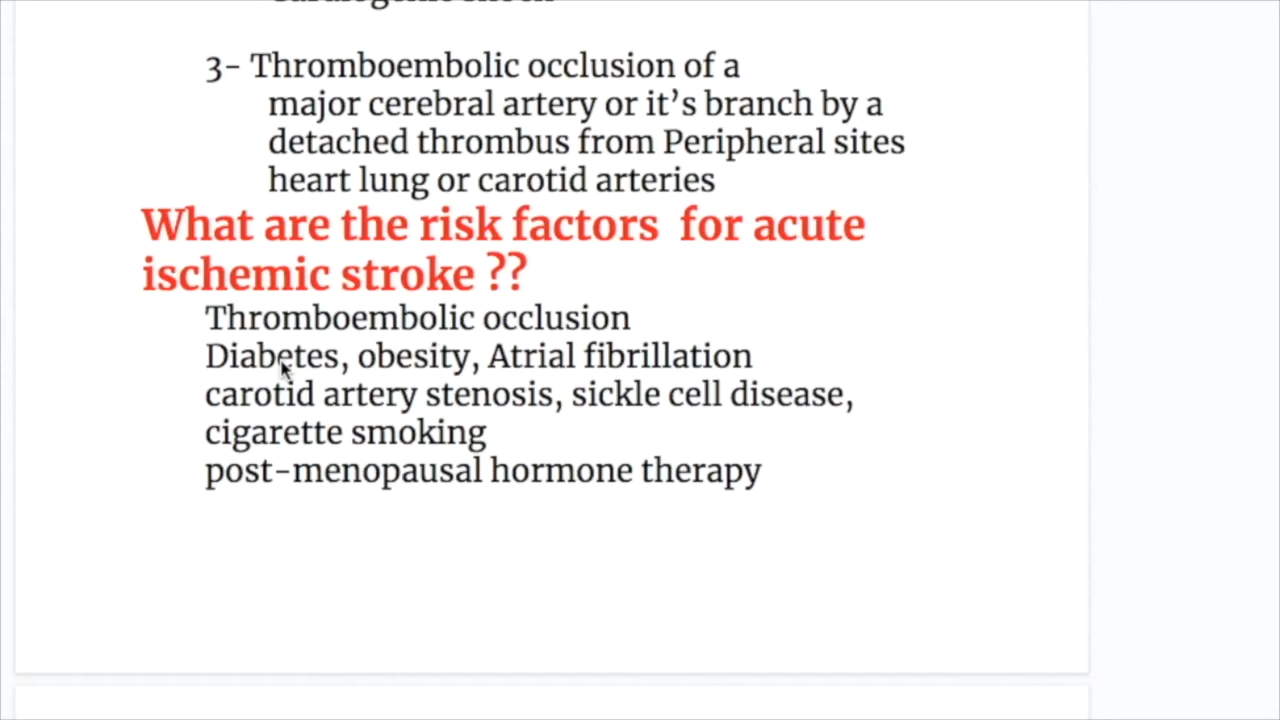 3- Thromboembolic occlusion of a
major cerebral artery or it's branch by a
detached thrombus from Peripheral sites
heart lung or carotid arteries
What are the risk factors for acute
ischemic stroke ??
Thromboembolic occlusion
Diabetes, obesity, Atrial fibrillation
carotid artery stenosis, sickle cell disease,
cigarette smoking
post-menopausal hormone therapy